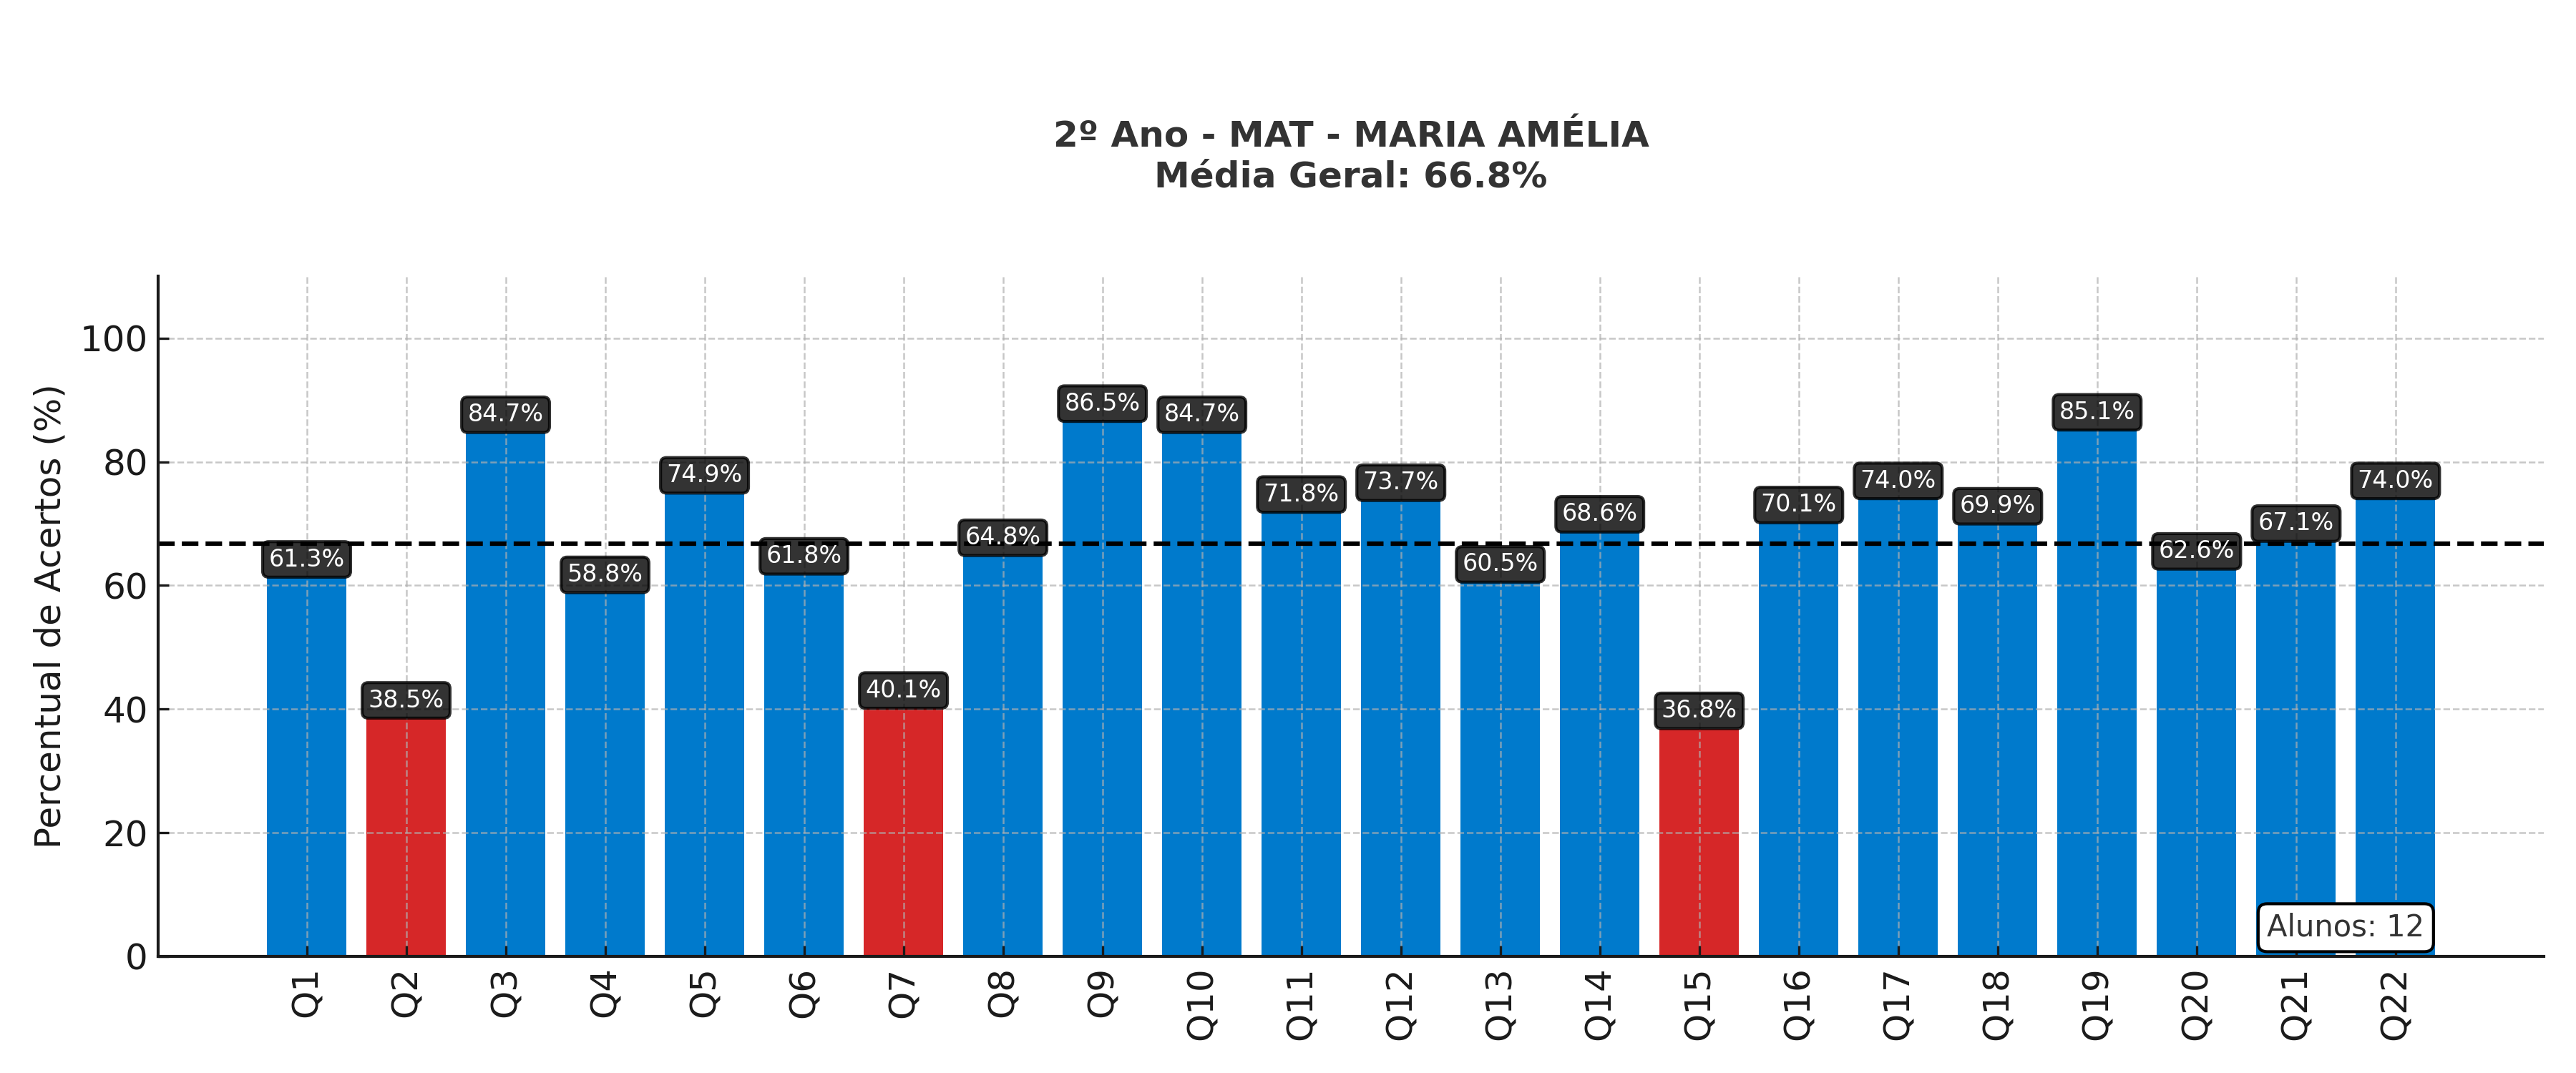 2º Ano - MAT - MARIA AMÉLIA
Média Geral: 66.8%
Percentual de Acertos (%)
100
80
60
40
20
0
61.3%
38.5%
84.7%
58.8%
74.9%
61.8%
40.1%
64.8%
86.5%
84.7%
71.8%
73.7%
60.5%
68.6%
36.8%
70.1%
74.0%
69.9%
85.1%
62.6%
67.1%
74.0%
Alunos: 12
Q1
Q2
Q3
Q4
Q5
Q6
Q7
Q8
Q9
Q10
Q11
Q12
Q13
Q14
Q15
Q16
Q17
Q18
Q19
Q20
Q21
Q22